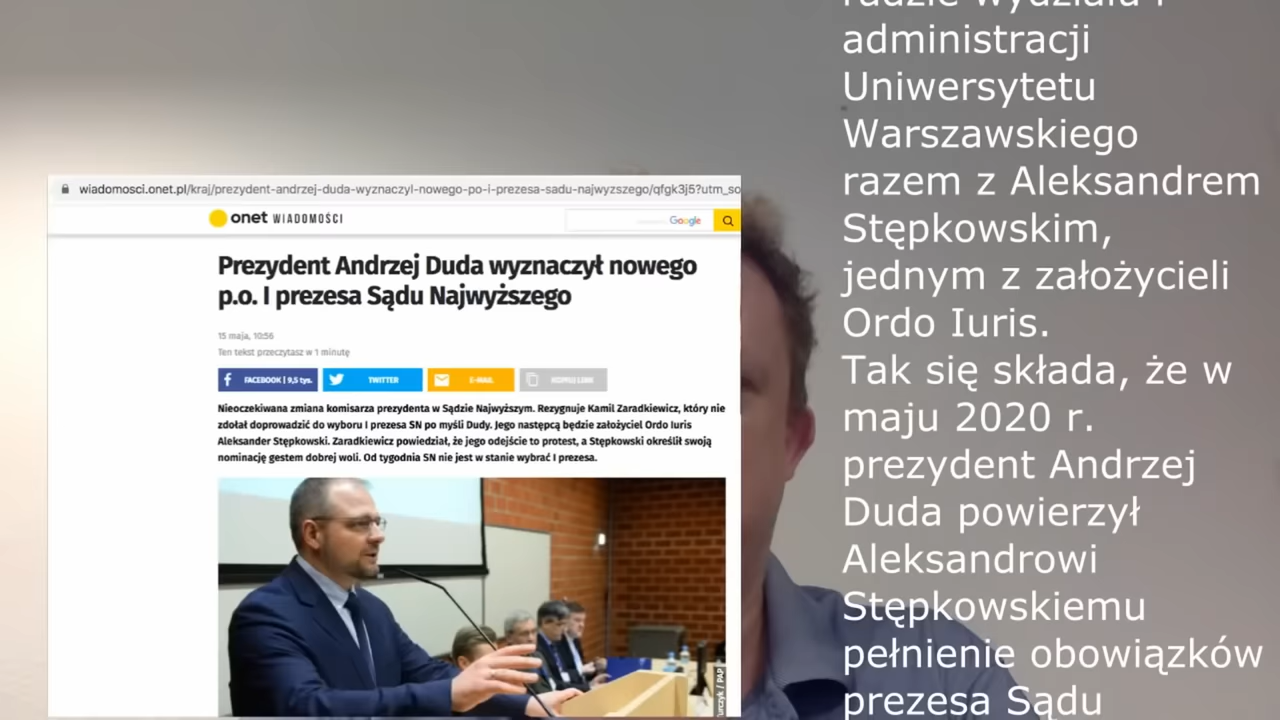 wiadomosci.onet.pl/kraj/prezydent-andrzej-duda-wyznaczyl-nowego-po-i-prezesa-sadu-najwyzszego/qfgk3j5?utm_so
onet WIADOMOŚCI
Google
Prezydent Andrzej Duda wyznaczył nowego
p.o. I prezesa Sądu Najwyższego
15 maja, 10:56
Ten tekst przeczytasz w 1 minutę
FACEBOOK | 9,5 tys.
TWITTER
E-MAIL
KOPIUJ LINK
Nieoczekiwana zmiana komisarza prezydenta w Sądzie Najwyższym. Rezygnuje Kamil Zaradkiewicz, który nie
zdołał doprowadzić do wyboru I prezesa SN po myśli Dudy. Jego następcą będzie założyciel Ordo Iuris
Aleksander Stępkowski. Zaradkiewicz powiedział, że jego odejście to protest, a Stępkowski określił swoją
nominację gestem dobrej woli. Od tygodnia SN nie jest w stanie wybrać I prezesa.
/ PAP
radzie wydziału i
administracji
Uniwersytetu
Warszawskiego
razem z Aleksandrem
Stępkowskim,
jednym z założycieli
Ordo Iuris.
Tak się składa, że w
maju 2020 r.
prezydent Andrzej
Duda powierzył
Aleksandrowi
Stępkowskiemu
pełnienie obowiązków
prezesa Sądu